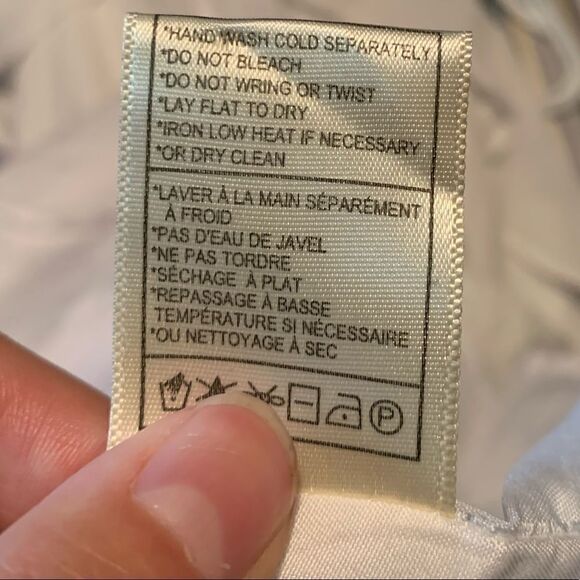 *HAND WASH COLD SEPARATELY
*DO NOT BLEACH
*DO NOT WRING OR TWIST
*LAY FLAT TO DRY
*IRON LOW HEAT IF NECESSARY
*OR DRY CLEAN
*LAVER À LA MAIN SÉPARÉMENT
À FROID
*PAS D'EAU DE JAVEL
*NE PAS TORDRE
*SÉCHAGE À PLAT
*REPASSAGE À BASSE
TEMPÉRATURE SI NÉCESSAIRE
*OU NETTOYAGE À SEC
P